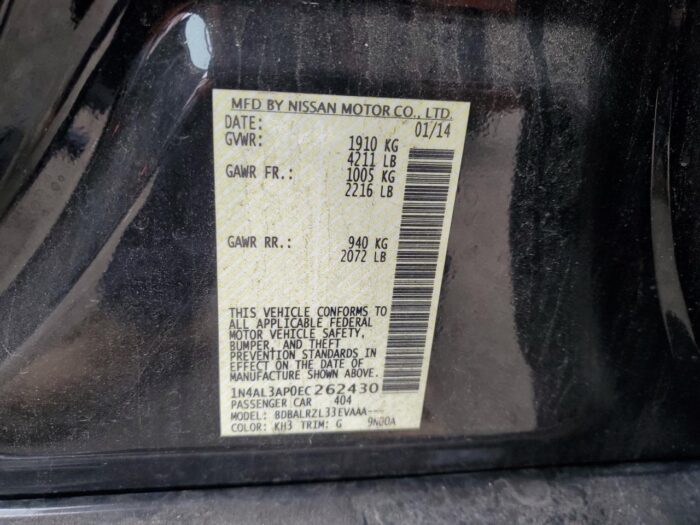 MFD BY NISSAN MOTOR CO., LTD.
DATE: 01/14
GVWR: 1910 KG
4211 LB
GAWR FR.: 1005 KG
2216 LB
GAWR RR.: 940 KG
2072 LB
THIS VEHICLE CONFORMS TO
ALL APPLICABLE FEDERAL
MOTOR VEHICLE SAFETY,
BUMPER, AND THEFT
PREVENTION STANDARDS IN
EFFECT ON THE DATE OF
MANUFACTURE SHOWN ABOVE.
1N4AL3AP0EC262430
PASSENGER CAR 404
MODEL: BDBALRZL33EVAAA---
COLOR: KH3 TRIM: G 9N00A